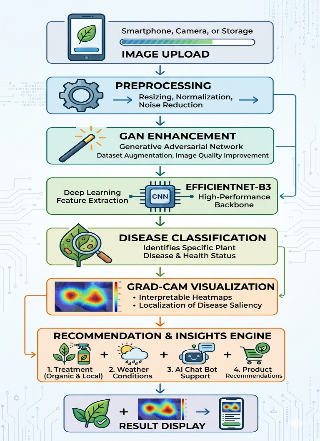 Smartphone, Camera, or Storage
IMAGE UPLOAD
PREPROCESSING
Resizing, Normalization,
Noise Reduction
GAN ENHANCEMENT
Generative Adversarial Network
Dataset Augmentation, Image Quality Improvement
Deep Learning
Feature Extraction
CNN
EFFICIENTNET-B3
High-Performance
Backbone
DISEASE CLASSIFICATION
Identifies Specific Plant
Disease & Health Status
GRAD-CAM VISUALIZATION
• Interpretable Heatmaps
• Localization of Disease Saliency
RECOMMENDATION & INSIGHTS ENGINE
1. Treatment
(Organic & Local)
2. Weather
Conditions
3. AI Chat Bot
Support
4. Product
Recommendations
RESULT DISPLAY